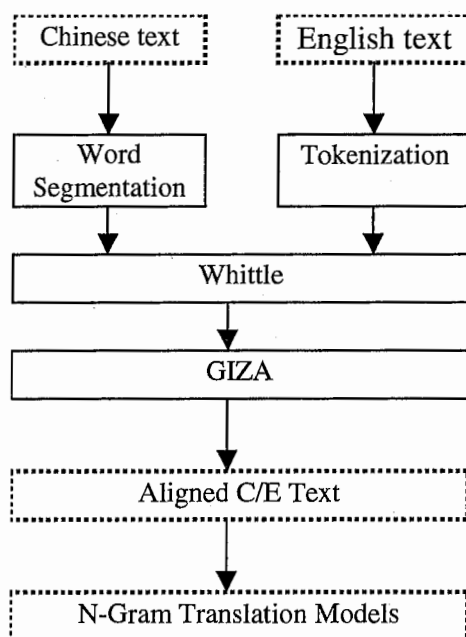 Chinese text
English text
Word
Segmentation
Tokenization
Whittle
GIZA
Aligned C/E Text
N-Gram Translation Models